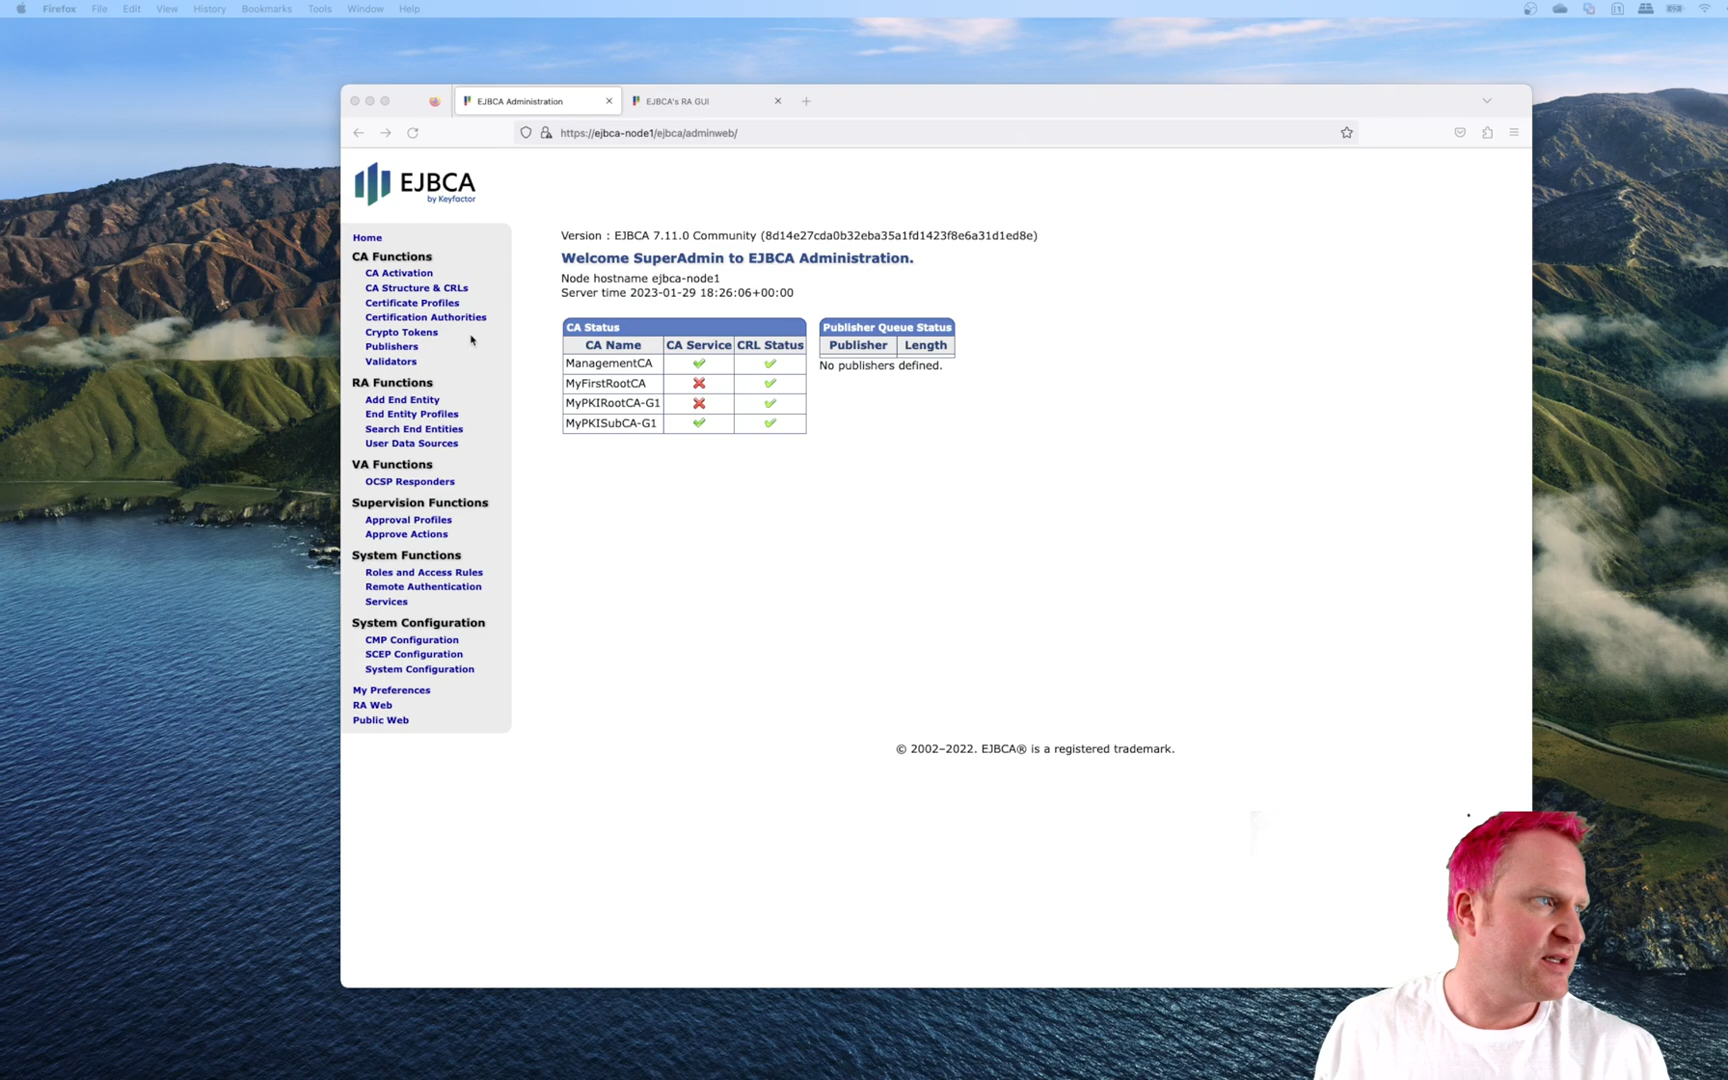 Firefox File Edit View History Bookmarks Tools Window Help
EJBCA Administration
EJBCA's RA GUI
https://ejbca-node1/ejbca/adminweb/
EJBCA
by Keyfactor
Home
CA Functions
CA Activation
CA Structure & CRLs
Certificate Profiles
Certification Authorities
Crypto Tokens
Publishers
Validators
RA Functions
Add End Entity
End Entity Profiles
Search End Entities
User Data Sources
VA Functions
OCSP Responders
Supervision Functions
Approval Profiles
Approve Actions
System Functions
Roles and Access Rules
Remote Authentication
Services
System Configuration
CMP Configuration
SCEP Configuration
System Configuration
My Preferences
RA Web
Public Web
Version : EJBCA 7.11.0 Community (8d14e27cda0b32eba35a1fd1423f8e6a31d1ed8e)
Welcome SuperAdmin to EJBCA Administration.
Node hostname ejbca-node1
Server time 2023-01-29 18:26:06+00:00
CA Status
CA Name CA Service CRL Status
ManagementCA
MyFirstRootCA
MyPKIRootCA-G1
MyPKISubCA-G1
Publisher Queue Status
Publisher Length
No publishers defined.
© 2002–2022. EJBCA® is a registered trademark.